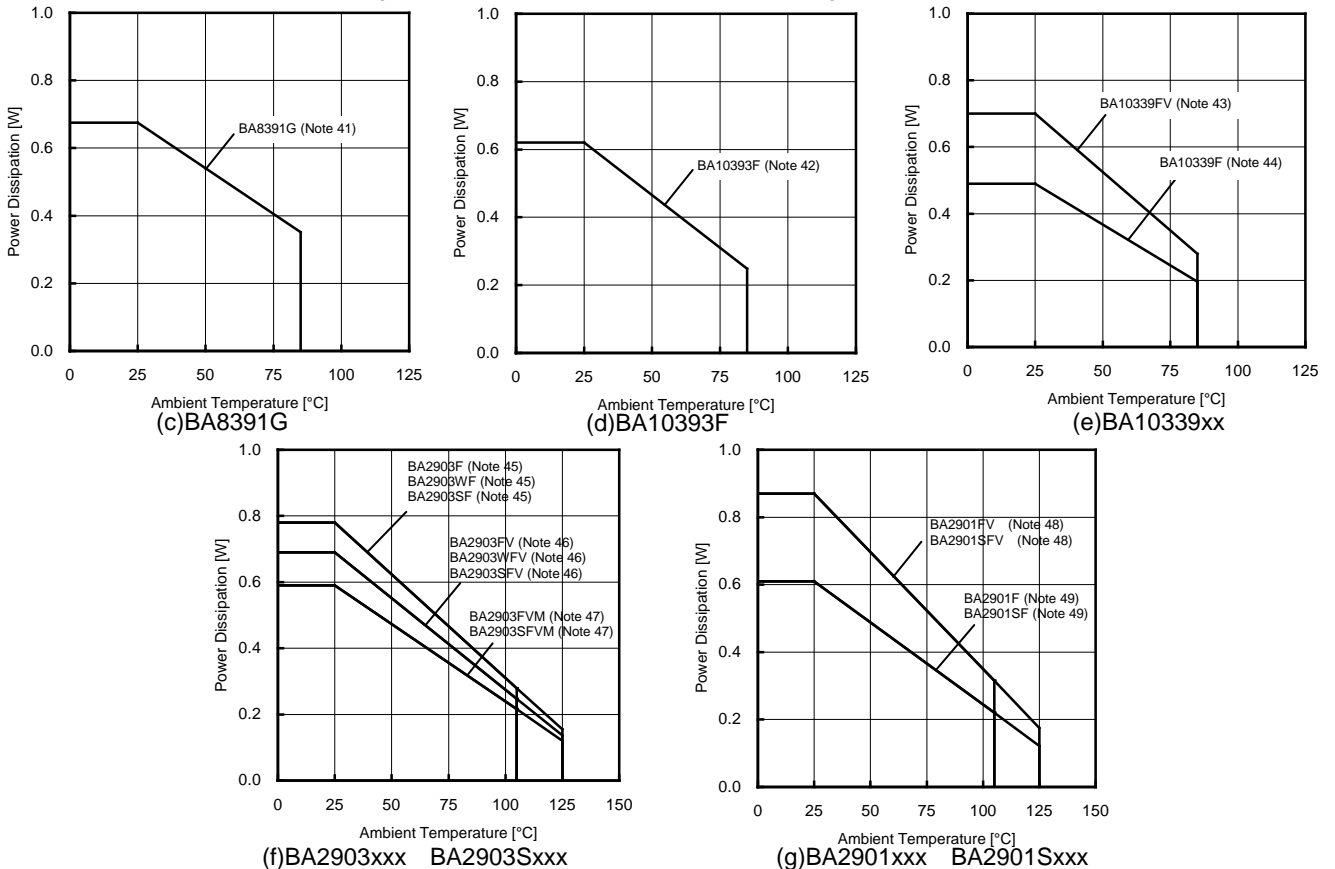 1.0
0.8
0.6
0.4
0.2
0.0
Power Dissipation [W]
BA8391G (Note 41)
0 25 50 75 100 125
Ambient Temperature [°C]
(c)BA8391G
1.0
0.8
0.6
0.4
0.2
0.0
Power Dissipation [W]
BA10393F (Note 42)
0 25 50 75 100 125
Ambient Temperature [°C]
(d)BA10393F
1.0
0.8
0.6
0.4
0.2
0.0
Power Dissipation [W]
BA10339FV (Note 43)
BA10339F (Note 44)
0 25 50 75 100 125
Ambient Temperature [°C]
(e)BA10339xx
1.0
0.8
0.6
0.4
0.2
0.0
Power Dissipation [W]
BA2903F (Note 45)
BA2903WF (Note 45)
BA2903SF (Note 45)
BA2903FV (Note 46)
BA2903WFV (Note 46)
BA2903SFV (Note 46)
BA2903FVM (Note 47)
BA2903SFVM (Note 47)
0 25 50 75 100 125 150
Ambient Temperature [°C]
(f)BA2903xxx BA2903Sxxx
1.0
0.8
0.6
0.4
0.2
0.0
Power Dissipation [W]
BA2901FV (Note 48)
BA2901SFV (Note 48)
BA2901F (Note 49)
BA2901SF (Note 49)
0 25 50 75 100 125 150
Ambient Temperature [°C]
(g)BA2901xxx BA2901Sxxx